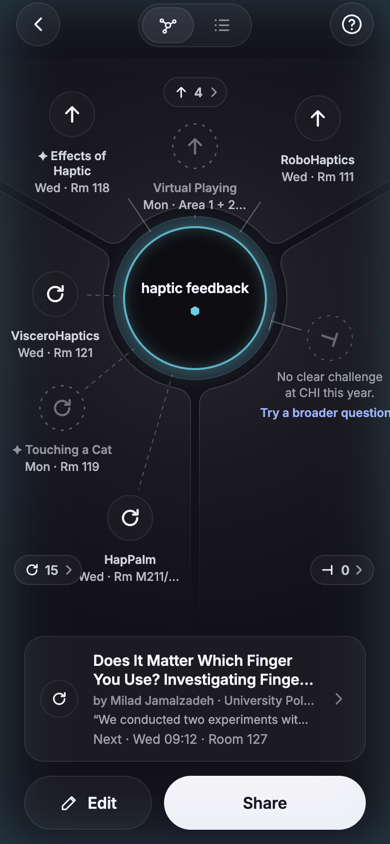 4
✦ Effects of
Haptic
Wed · Rm 118
Virtual Playing
Mon · Area 1 + 2...
RoboHaptics
Wed · Rm 111
haptic feedback
VisceroHaptics
Wed · Rm 121
No clear challenge
at CHI this year.
Try a broader question
✦ Touching a Cat
Mon · Rm 119
HapPalm
Wed · Rm M211/...
15
0
Does It Matter Which Finger
You Use? Investigating Finge...
by Milad Jamalzadeh · University Pol...
“We conducted two experiments wit...
Next · Wed 09:12 · Room 127
Edit
Share